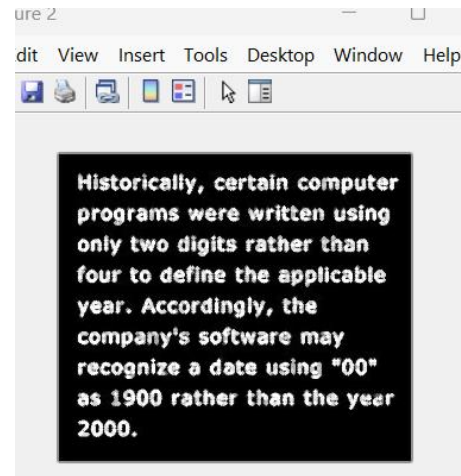 ure 2
dit View Insert Tools Desktop Window Help
Historically, certain computer
programs were written using
only two digits rather than
four to define the applicable
year. Accordingly, the
company's software may
recognize a date using "00"
as 1900 rather than the year
2000.